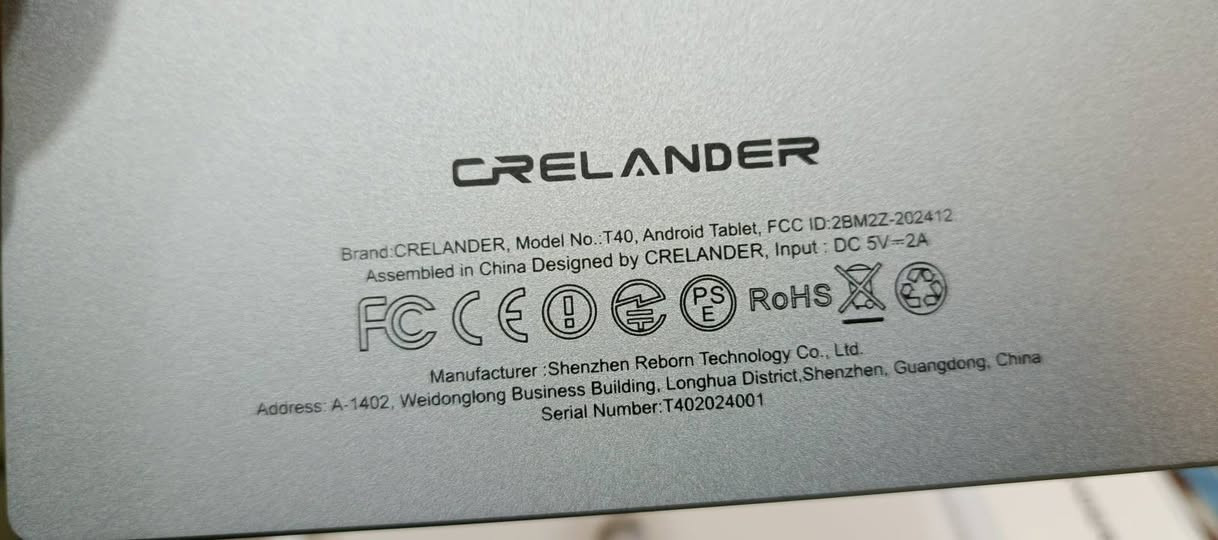 CRELANDER
Brand:CRELANDER, Model No.:T40, Android Tablet, FCC ID:2BM2Z-202412
Assembled in China Designed by CRELANDER, Input : DC 5V⎓2A
FC CE PSE RoHS
Manufacturer :Shenzhen Reborn Technology Co., Ltd.
Address: A-1402, Weidonglong Business Building, Longhua District,Shenzhen, Guangdong, China
Serial Number:T402024001